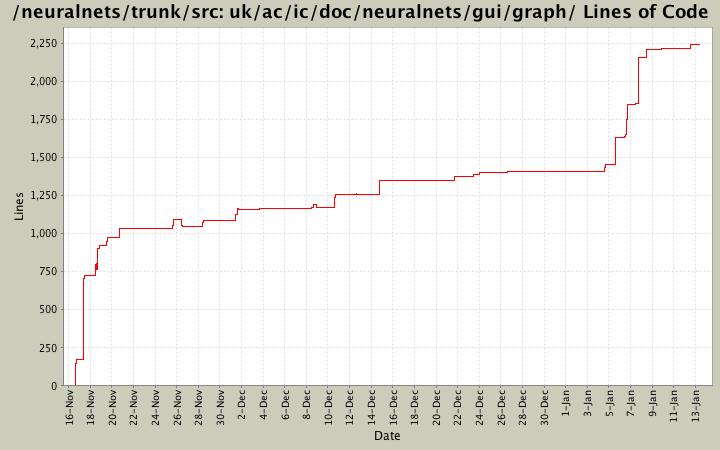 /neuralnets/trunk/src: uk/ac/ic/doc/neuralnets/gui/graph/ Lines of Code
2,250
2,000
1,750
1,500
1,250
1,000
750
500
250
0
Lines
16-Nov
18-Nov
20-Nov
22-Nov
24-Nov
26-Nov
28-Nov
30-Nov
2-Dec
4-Dec
6-Dec
8-Dec
10-Dec
12-Dec
14-Dec
16-Dec
18-Dec
20-Dec
22-Dec
24-Dec
26-Dec
28-Dec
30-Dec
1-Jan
3-Jan
5-Jan
7-Jan
9-Jan
11-Jan
13-Jan
Date